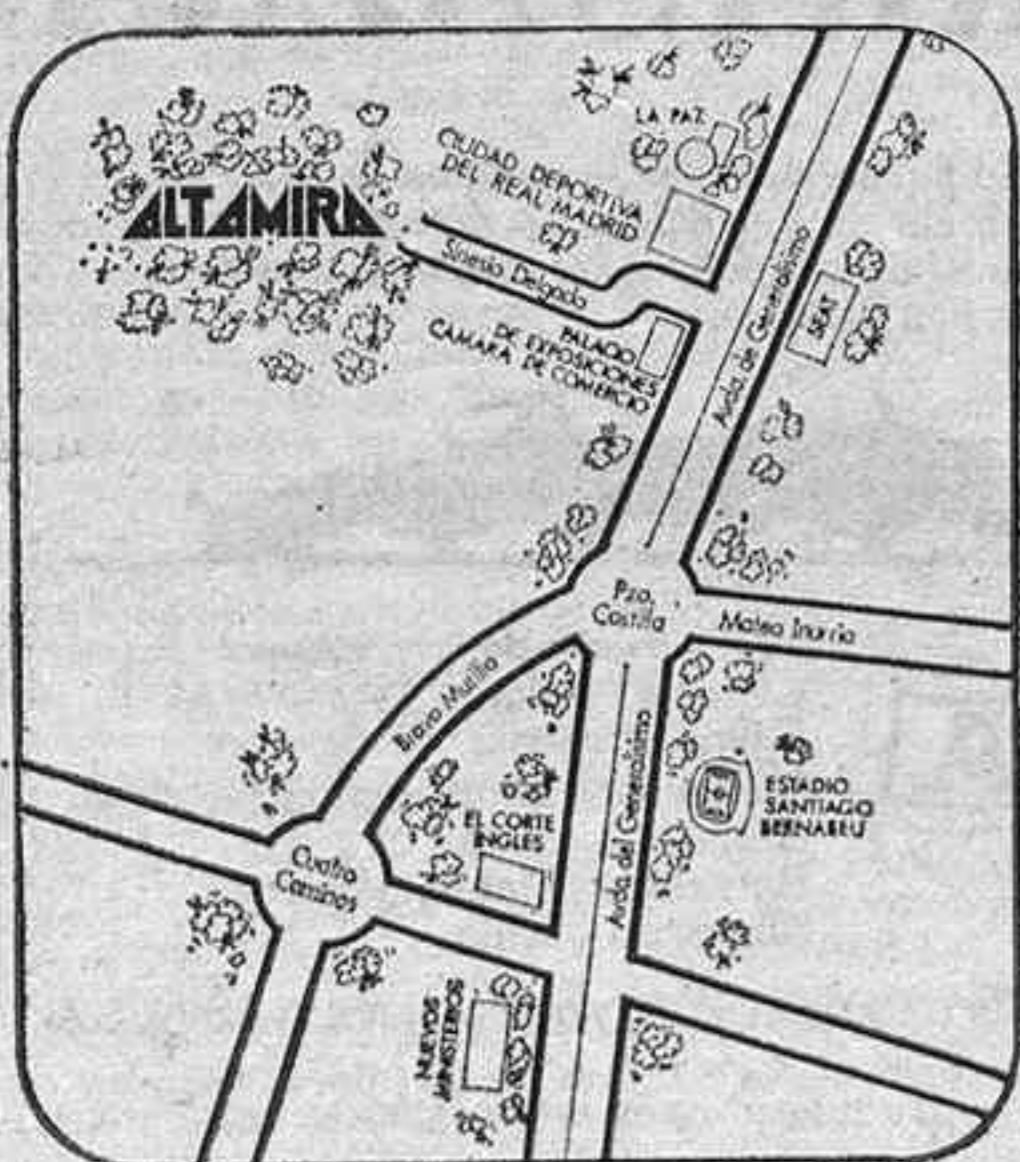 LA PAZ
CIUDAD DEPORTIVA
DEL REAL MADRID
ALTAMIRA
Sinesio Delgado
PALACIO
DE EXPOSICIONES
CAMARA DE COMERCIO
Avda. de Generalísimo
SEAT
Pza.
Castilla
Mateo Inurria
Bravo Murillo
Avda. del Generalísimo
ESTADIO
SANTIAGO
BERNABEU
EL CORTE
INGLES
Cuatro
Caminos
NUEVOS
MINISTERIOS